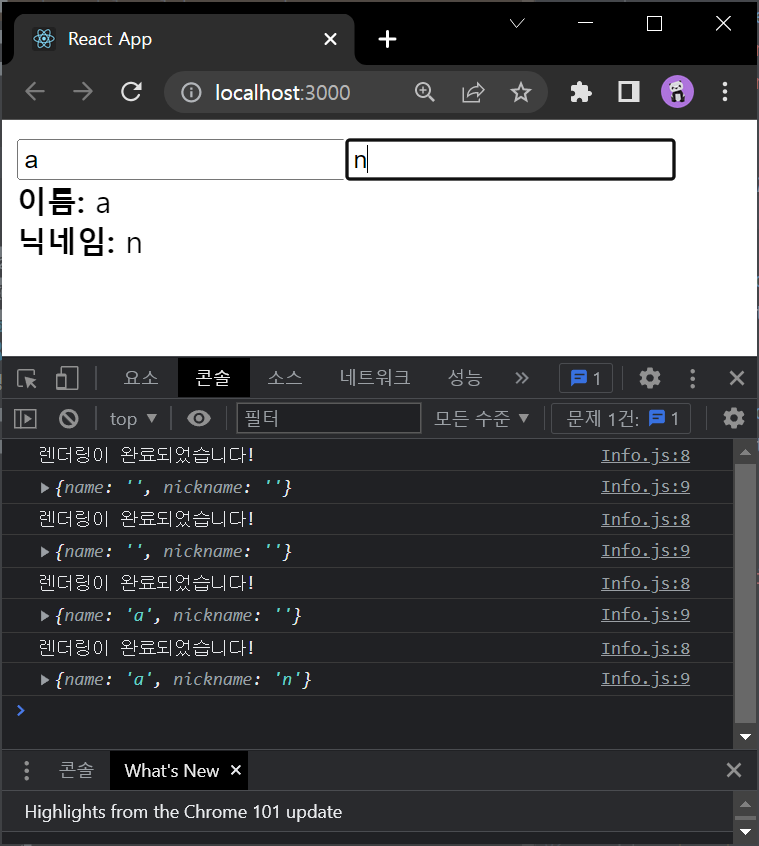 React App
localhost:3000
a n
이름: a
닉네임: n
요소 콘솔 소스 네트워크 성능 » 1
top ▼ 필터 모든 수준 ▼ 문제 1건: 1
렌더링이 완료되었습니다! Info.js:8
▶ {name: '', nickname: ''} Info.js:9
렌더링이 완료되었습니다! Info.js:8
▶ {name: '', nickname: ''} Info.js:9
렌더링이 완료되었습니다! Info.js:8
▶ {name: 'a', nickname: ''} Info.js:9
렌더링이 완료되었습니다! Info.js:8
▶ {name: 'a', nickname: 'n'} Info.js:9
콘솔 What's New
Highlights from the Chrome 101 update